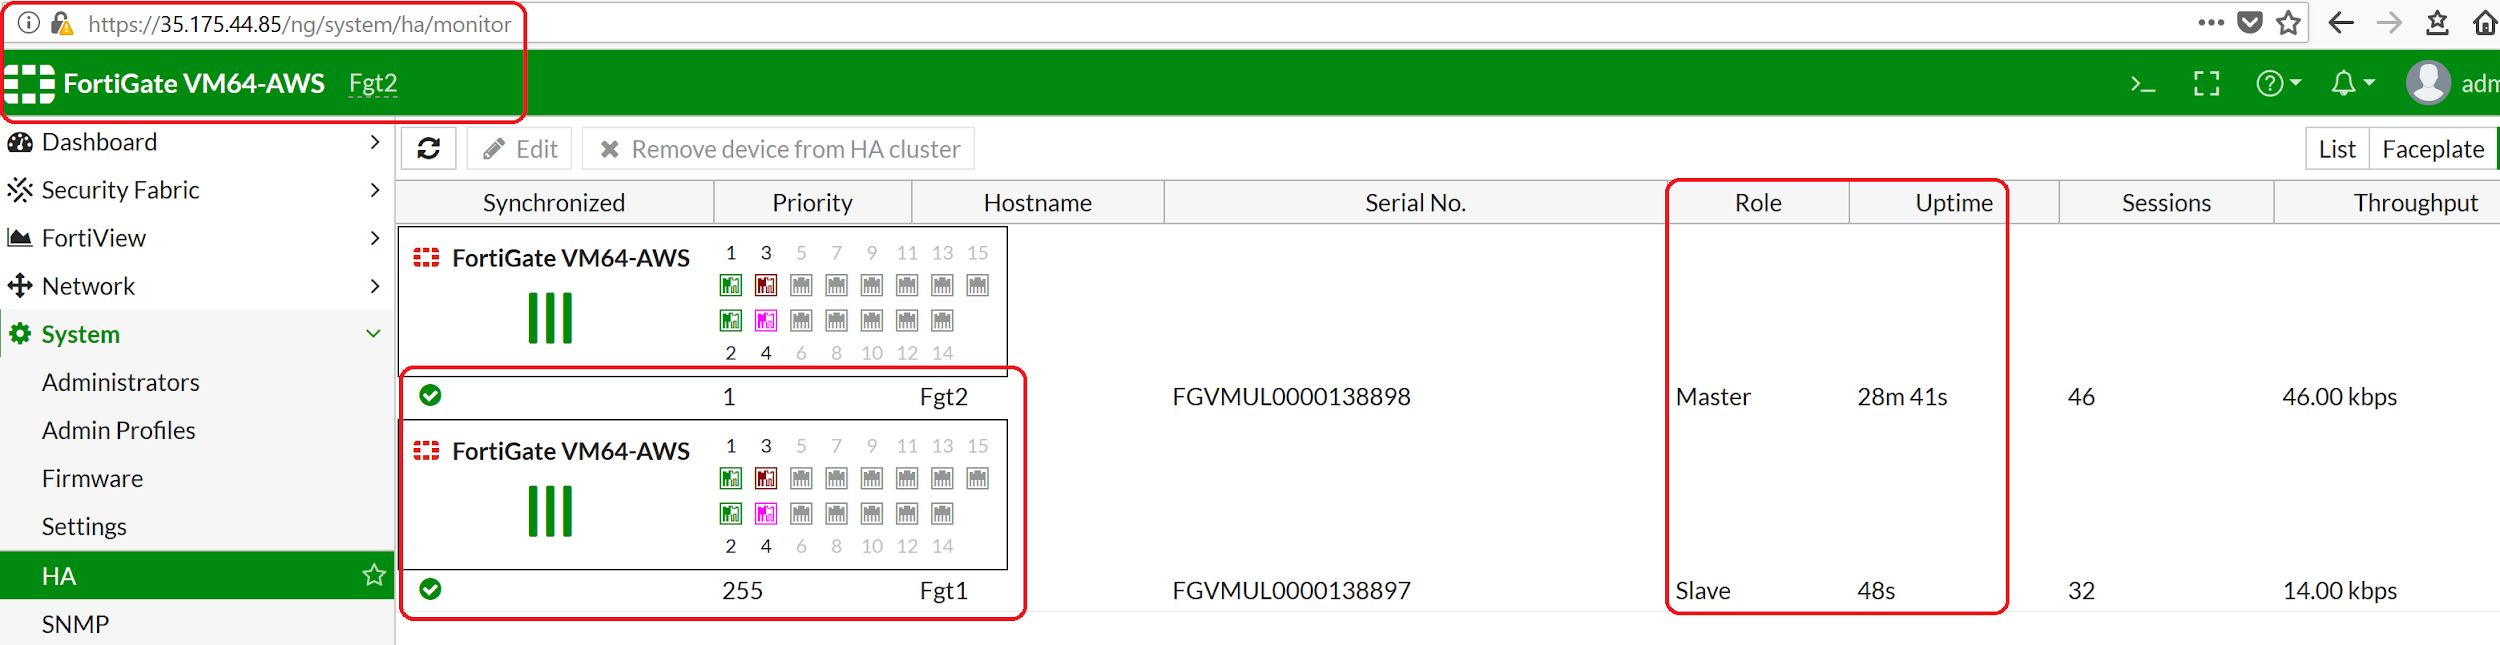 https://35.175.44.85/ng/system/ha/monitor
FortiGate VM64-AWS Fgt2
Dashboard
Security Fabric
FortiView
Network
System
Administrators
Admin Profiles
Firmware
Settings
HA
SNMP
Edit Remove device from HA cluster List Faceplate
Synchronized Priority Hostname Serial No. Role Uptime Sessions Throughput
FortiGate VM64-AWS
1 3 5 7 9 11 13 15
2 4 6 8 10 12 14
1 Fgt2 FGVMUL0000138898 Master 28m 41s 46 46.00 kbps
FortiGate VM64-AWS
1 3 5 7 9 11 13 15
2 4 6 8 10 12 14
255 Fgt1 FGVMUL0000138897 Slave 48s 32 14.00 kbps